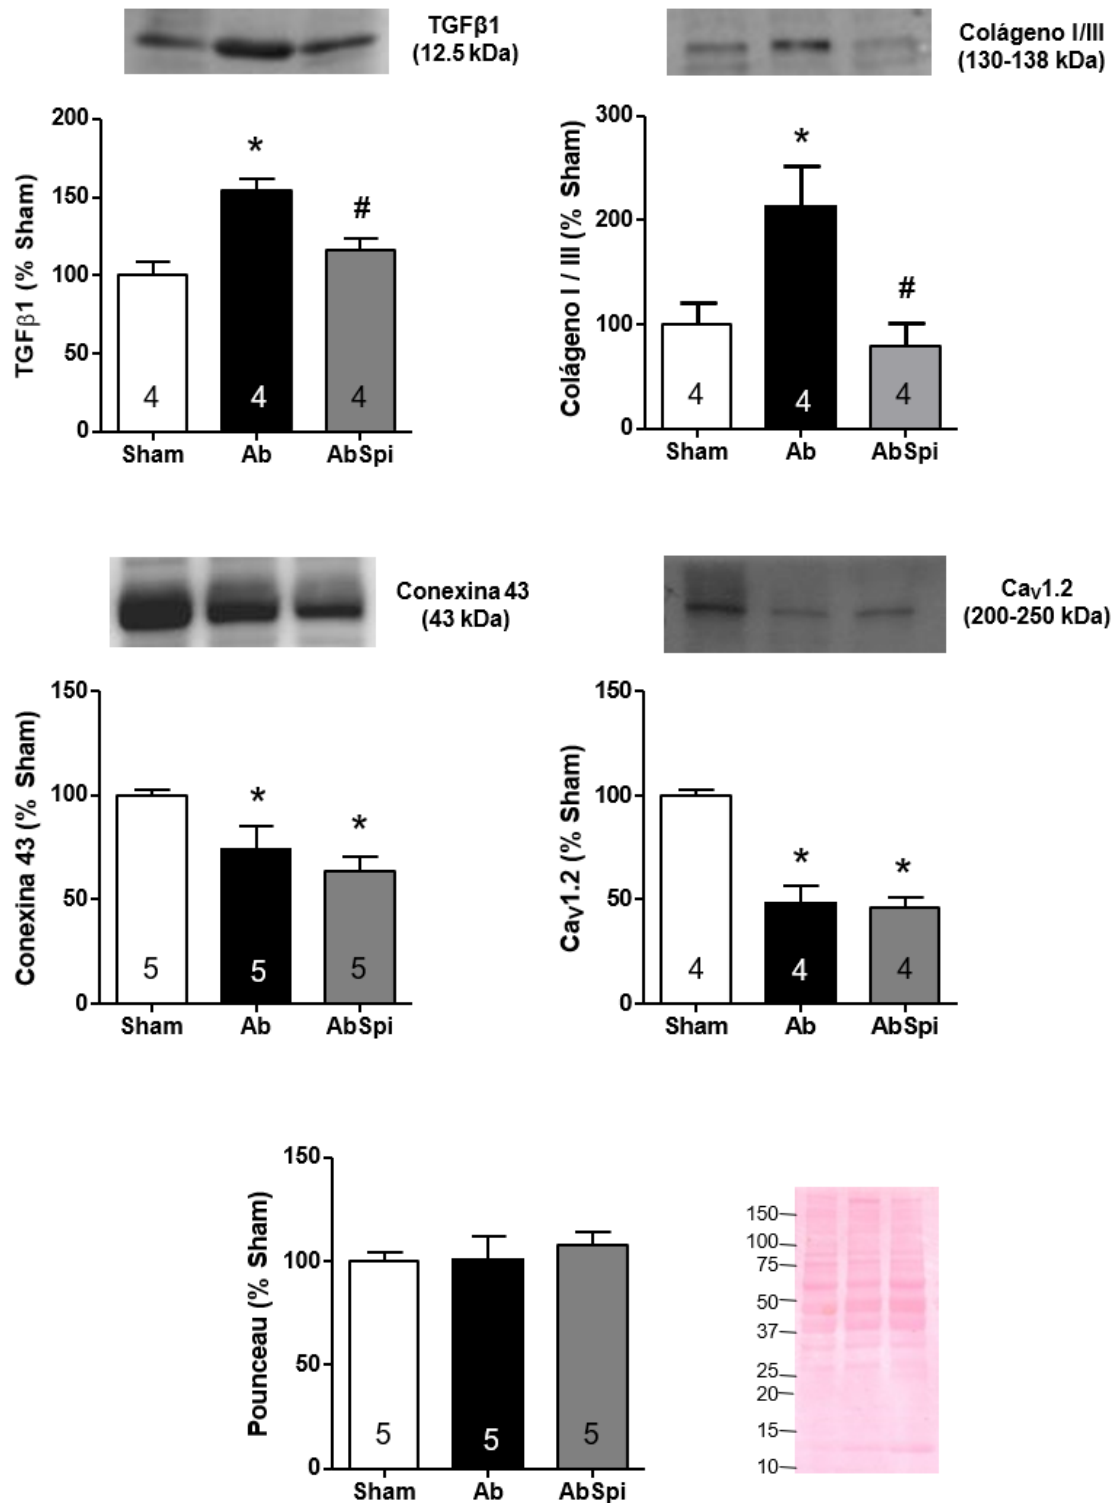 TGFβ1
(12.5 kDa)
Colágeno I/III
(130-138 kDa)
TGFβ1 (% Sham)
200
150
100
50
0
*
#
4
4
4
Sham
Ab
AbSpi
Colágeno I / III (% Sham)
300
200
100
0
*
#
4
4
4
Sham
Ab
AbSpi
Conexina 43
(43 kDa)
CaV1.2
(200-250 kDa)
Conexina 43 (% Sham)
150
100
50
0
*
*
5
5
5
Sham
Ab
AbSpi
CaV1.2 (% Sham)
150
100
50
0
*
*
4
4
4
Sham
Ab
AbSpi
Pounceau (% Sham)
150
100
50
0
5
5
5
Sham
Ab
AbSpi
150
100
75
50
37
25
20
15
10